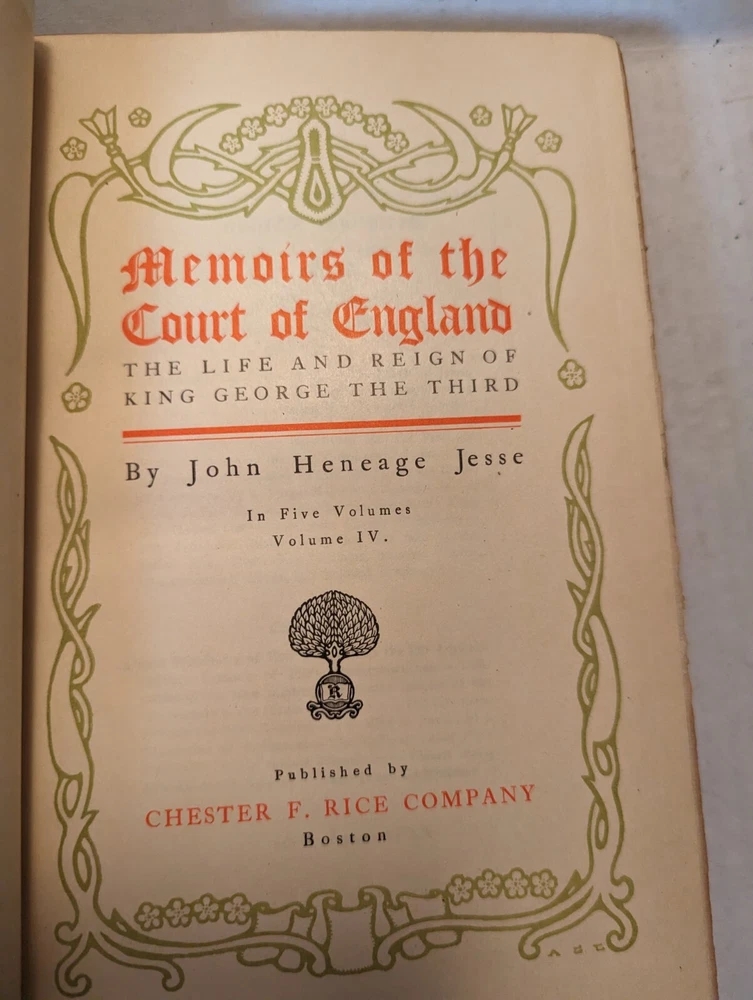 Memoirs of the
Court of England
THE LIFE AND REIGN OF
KING GEORGE THE THIRD
By John Heneage Jesse
In Five Volumes
Volume IV.
R
Published by
CHESTER F. RICE COMPANY
Boston